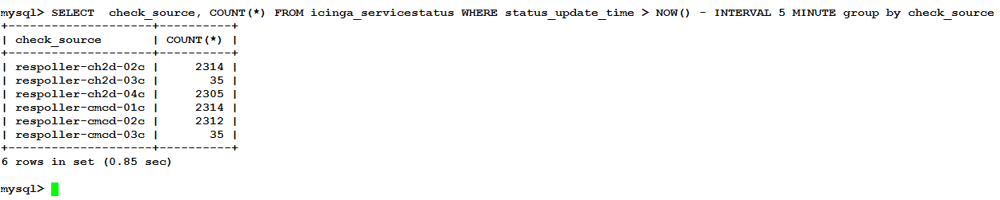 mysql> SELECT  check_source, COUNT(*) FROM icinga_servicestatus WHERE status_update_time > NOW() - INTERVAL 5 MINUTE group by check_source
+--------------------+----------+
| check_source       | COUNT(*) |
+--------------------+----------+
| respoller-ch2d-02c |     2314 |
| respoller-ch2d-03c |       35 |
| respoller-ch2d-04c |     2305 |
| respoller-cmcd-01c |     2314 |
| respoller-cmcd-02c |     2312 |
| respoller-cmcd-03c |       35 |
+--------------------+----------+
6 rows in set (0.85 sec)
mysql>